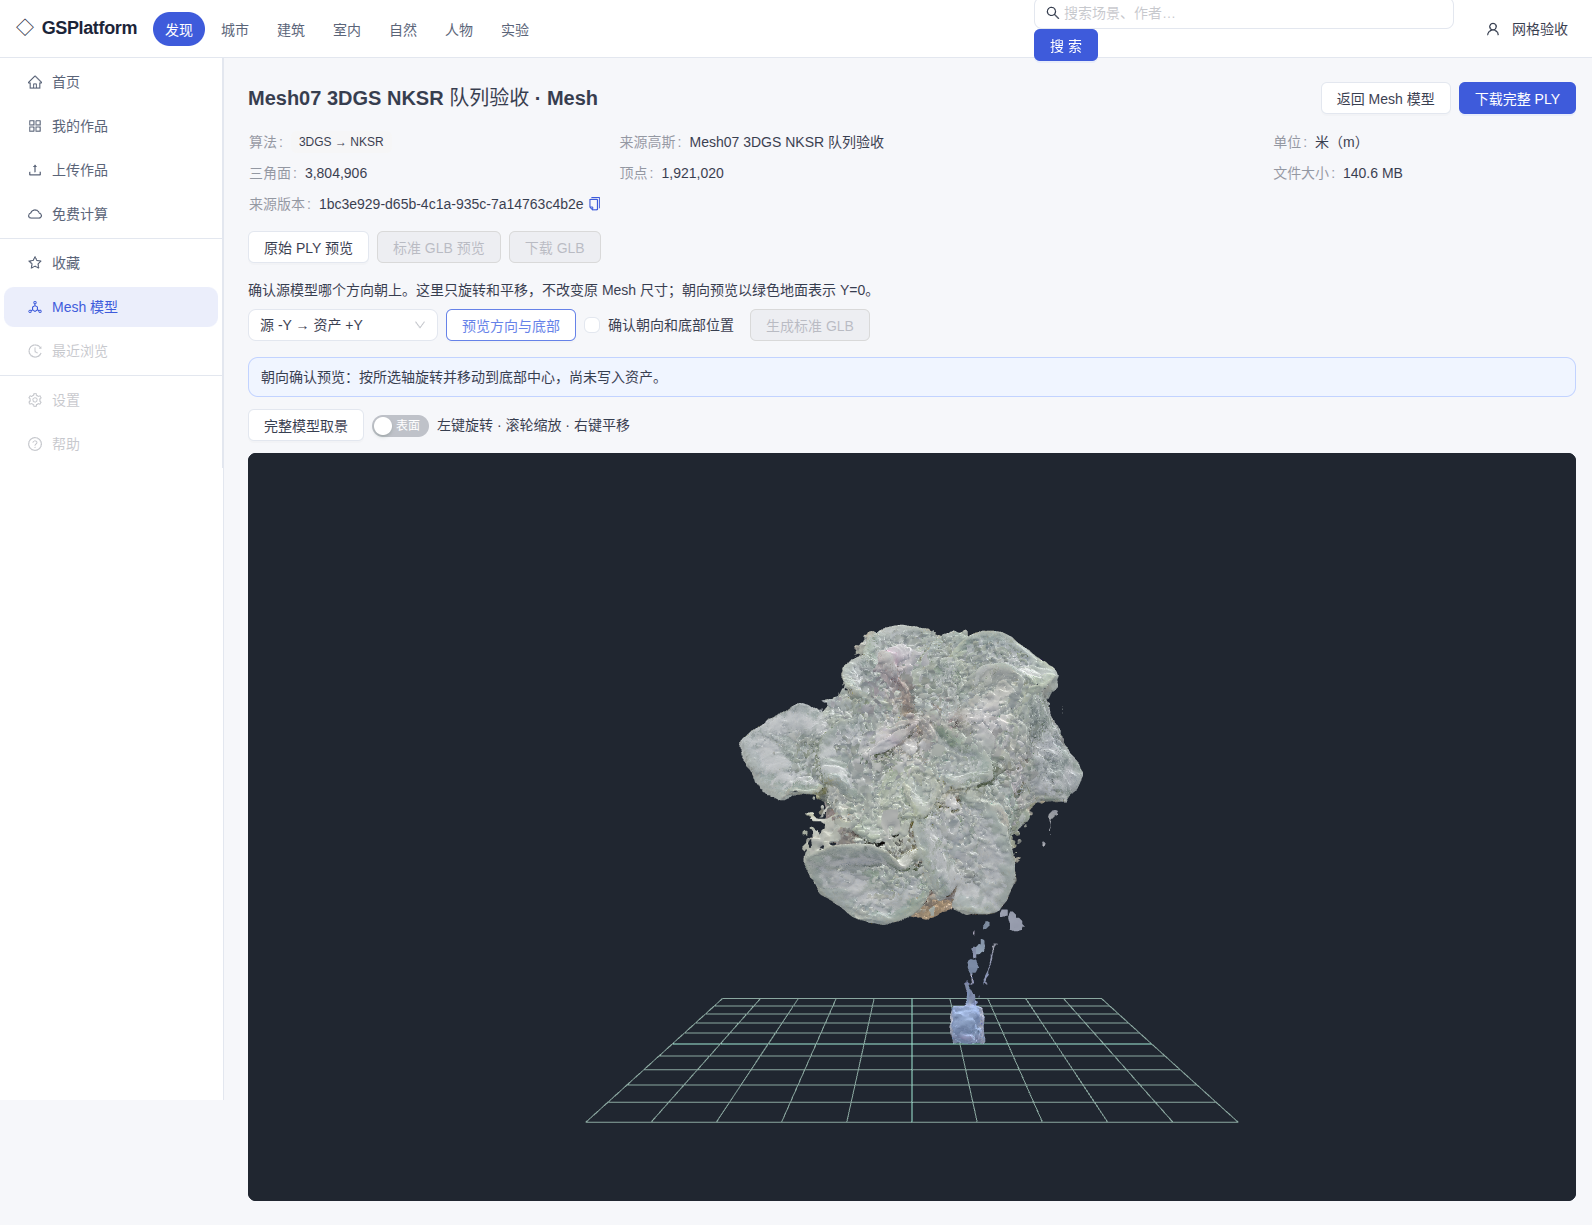 GSPlatform
发现
城市
建筑
室内
自然
人物
实验
搜索场景、作者…
搜 索
网格验收
首页
我的作品
上传作品
免费计算
收藏
Mesh 模型
最近浏览
设置
帮助
Mesh07 3DGS NKSR 队列验收 · Mesh
返回 Mesh 模型
下载完整 PLY
算法： 3DGS → NKSR
来源高斯： Mesh07 3DGS NKSR 队列验收
单位： 米（m）
三角面： 3,804,906
顶点： 1,921,020
文件大小： 140.6 MB
来源版本： 1bc3e929-d65b-4c1a-935c-7a14763c4b2e
原始 PLY 预览
标准 GLB 预览
下载 GLB
确认源模型哪个方向朝上。这里只旋转和平移，不改变原 Mesh 尺寸；朝向预览以绿色地面表示 Y=0。
源 -Y → 资产 +Y
预览方向与底部
确认朝向和底部位置
生成标准 GLB
朝向确认预览：按所选轴旋转并移动到底部中心，尚未写入资产。
完整模型取景
表面
左键旋转 · 滚轮缩放 · 右键平移